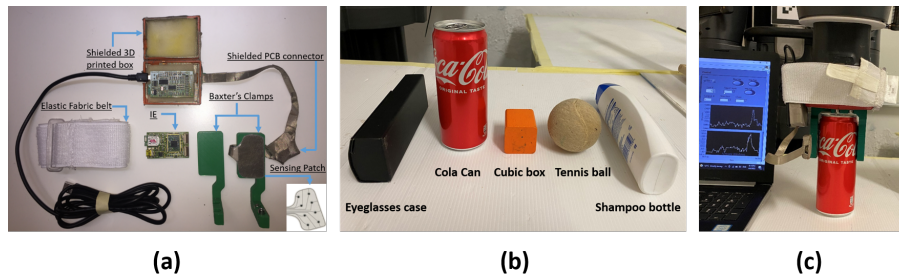 Shielded 3D
printed box
Shielded PCB
connector
Baxter's Clamps
Elastic Fabric belt
IE
Sensing Patch
Coca-Cola
ORIGINAL TASTE
Cola Can
Cubic box
Tennis ball
Eyeglasses case
Shampoo bottle
Coca-Cola
(a)
(b)
(c)